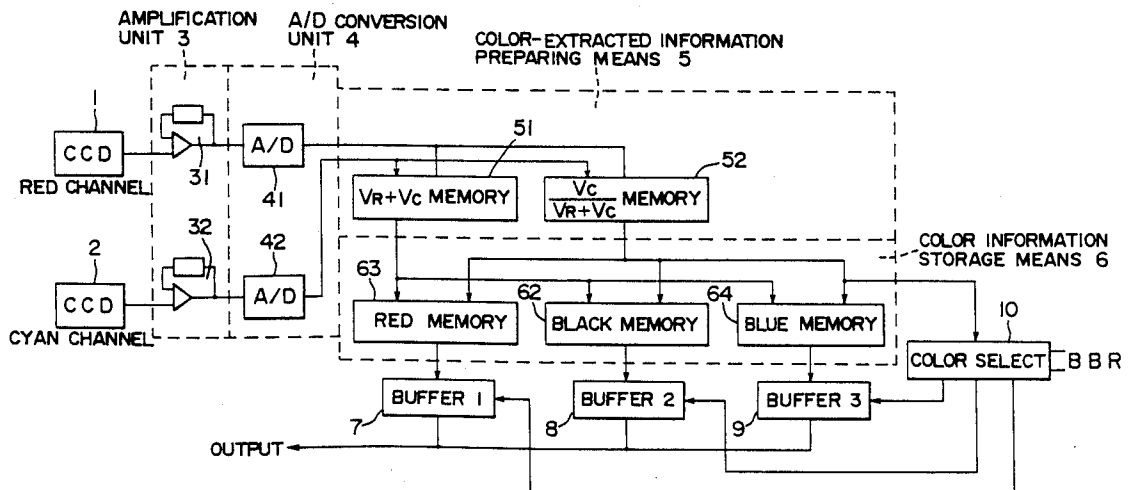 AMPLIFICATION
UNIT 3
A/D CONVERSION
UNIT 4
COLOR-EXTRACTED INFORMATION
PREPARING MEANS 5
1
CCD
RED CHANNEL
31
A/D
41
51
VR+VC MEMORY
52
VC
VR+VC MEMORY
2
CCD
CYAN CHANNEL
32
42
A/D
COLOR INFORMATION
STORAGE MEANS 6
63
RED MEMORY
62
BLACK MEMORY
64
BLUE MEMORY
10
COLOR SELECT
B B R
BUFFER 1
7
BUFFER 2
8
BUFFER 3
9
OUTPUT